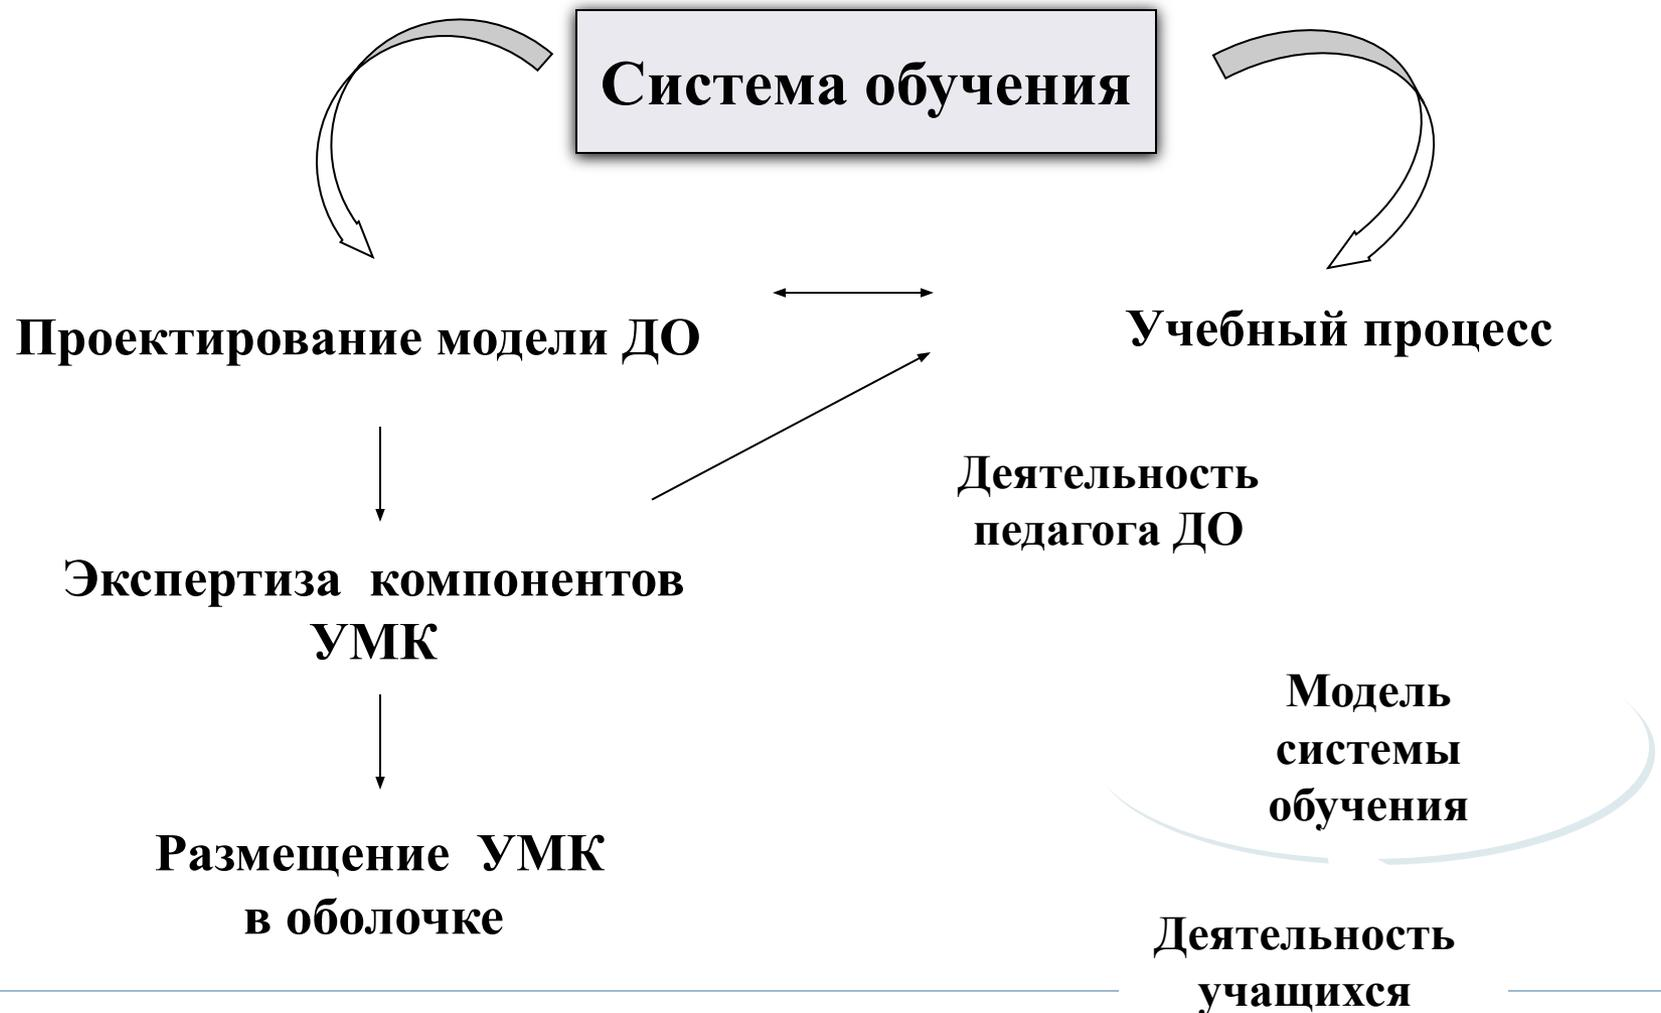 Система обучения
Проектирование модели ДО
Учебный процесс
Деятельность
педагога ДО
Экспертиза компонентов
УМК
Модель
системы
обучения
Размещение УМК
в оболочке
Деятельность
учащихся